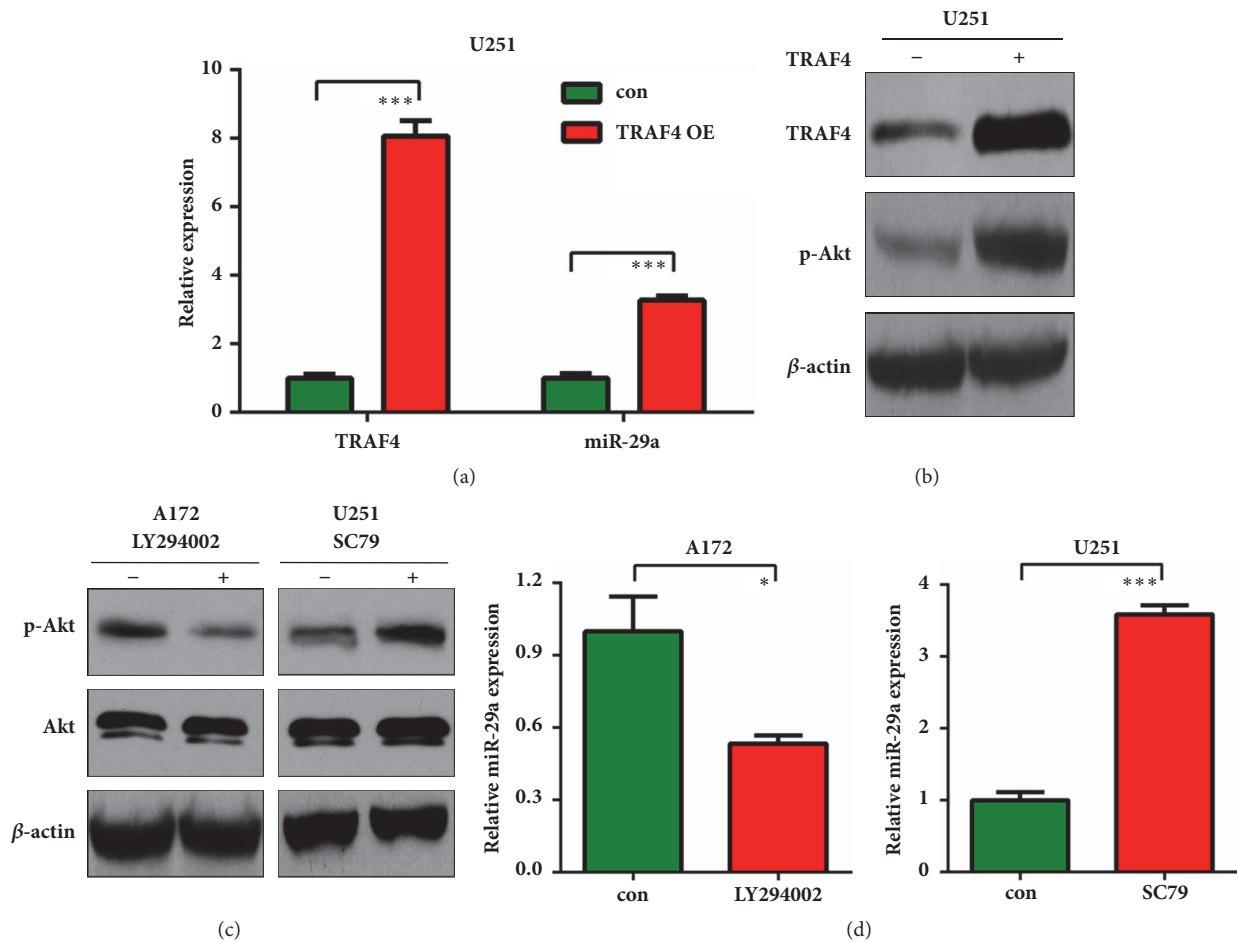 U251
10
8
6
4
2
0
Relative expression
***
***
con
TRAF4 OE
TRAF4
miR-29a
(a)
U251
TRAF4
− +
TRAF4
p-Akt
β-actin
(b)
A172
LY294002
− +
U251
SC79
− +
p-Akt
Akt
β-actin
(c)
A172
*
1.2
0.9
0.6
0.3
0.0
Relative miR-29a expression
con
LY294002
U251
***
4
3
2
1
0
Relative miR-29a expression
con
SC79
(d)